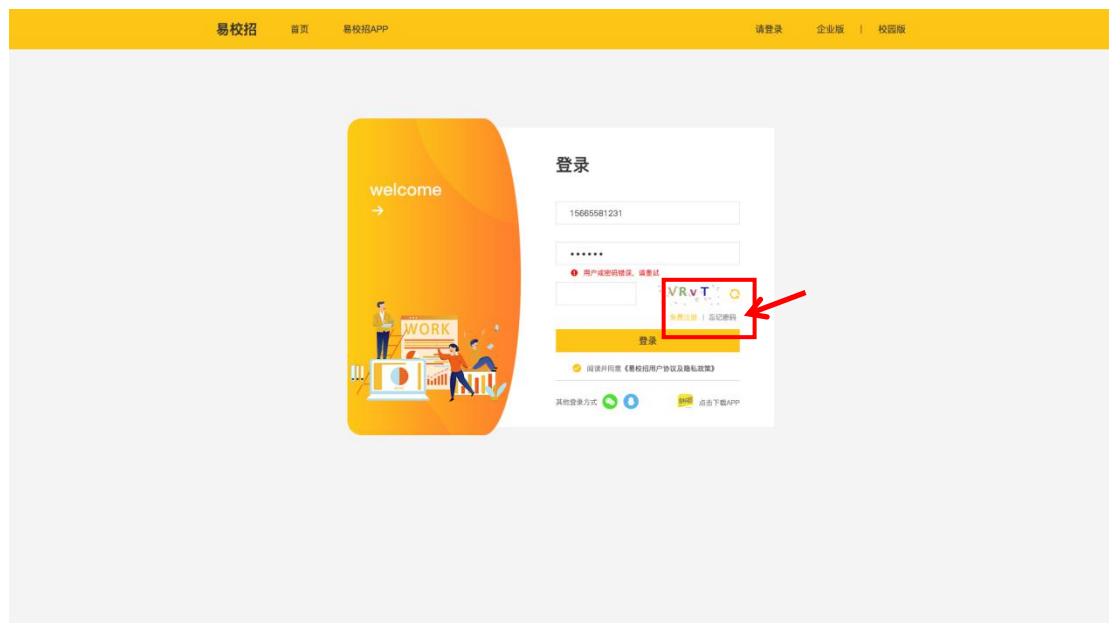 易校招 首页 易校招APP 请登录 企业版 | 校园版
welcome
→
登录
15665581231
••••••
用户或密码错误，请重试
VRvT
免费注册 | 忘记密码
WORK
登录
阅读并同意《易校招用户协议及隐私政策》
其他登录方式 点击下载APP